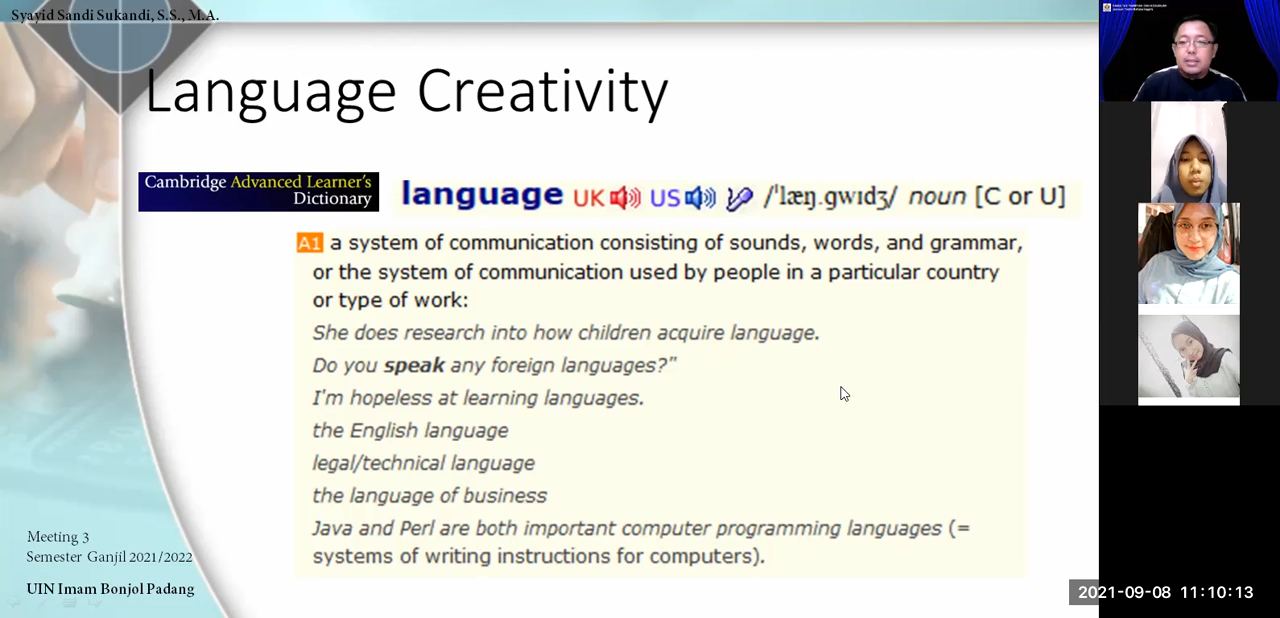 Syayid Sandi Sukandi, S.S., M.A.
Language Creativity
Cambridge Advanced Learner's
Dictionary
language UK US /ˈlæŋ.ɡwɪdʒ/ noun [C or U]
A1 a system of communication consisting of sounds, words, and grammar,
or the system of communication used by people in a particular country
or type of work:
She does research into how children acquire language.
Do you speak any foreign languages?"
I'm hopeless at learning languages.
the English language
legal/technical language
the language of business
Java and Perl are both important computer programming languages (=
systems of writing instructions for computers).
Meeting 3
Semester Ganjil 2021/2022
UIN Imam Bonjol Padang
2021-09-08 11:10:13